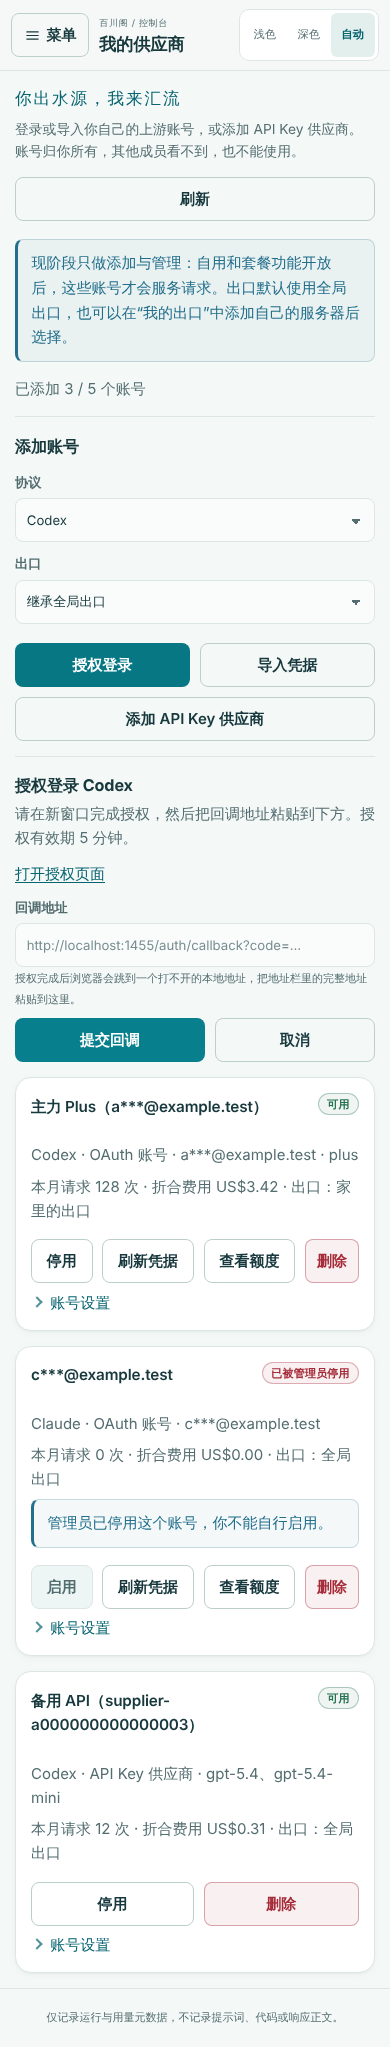 菜单
百川阁 / 控制台
我的供应商
浅色 深色 自动
你出水源，我来汇流
登录或导入你自己的上游账号，或添加 API Key 供应商。
账号归你所有，其他成员看不到，也不能使用。
刷新
现阶段只做添加与管理：自用和套餐功能开放
后，这些账号才会服务请求。出口默认使用全局
出口，也可以在“我的出口”中添加自己的服务器后
选择。
已添加 3 / 5 个账号
添加账号
协议
Codex
出口
继承全局出口
授权登录 导入凭据
添加 API Key 供应商
授权登录 Codex
请在新窗口完成授权，然后把回调地址粘贴到下方。授
权有效期 5 分钟。
打开授权页面
回调地址
http://localhost:1455/auth/callback?code=...
授权完成后浏览器会跳到一个打不开的本地地址，把地址栏里的完整地址
粘贴到这里。
提交回调 取消
主力 Plus（a***@example.test） 可用
Codex · OAuth 账号 · a***@example.test · plus
本月请求 128 次 · 折合费用 US$3.42 · 出口：家
里的出口
停用 刷新凭据 查看额度 删除
账号设置
c***@example.test 已被管理员停用
Claude · OAuth 账号 · c***@example.test
本月请求 0 次 · 折合费用 US$0.00 · 出口：全局
出口
管理员已停用这个账号，你不能自行启用。
启用 刷新凭据 查看额度 删除
账号设置
备用 API（supplier- 可用
a000000000000003）
Codex · API Key 供应商 · gpt-5.4、gpt-5.4-
mini
本月请求 12 次 · 折合费用 US$0.31 · 出口：全局
出口
停用 删除
账号设置
仅记录运行与用量元数据，不记录提示词、代码或响应正文。